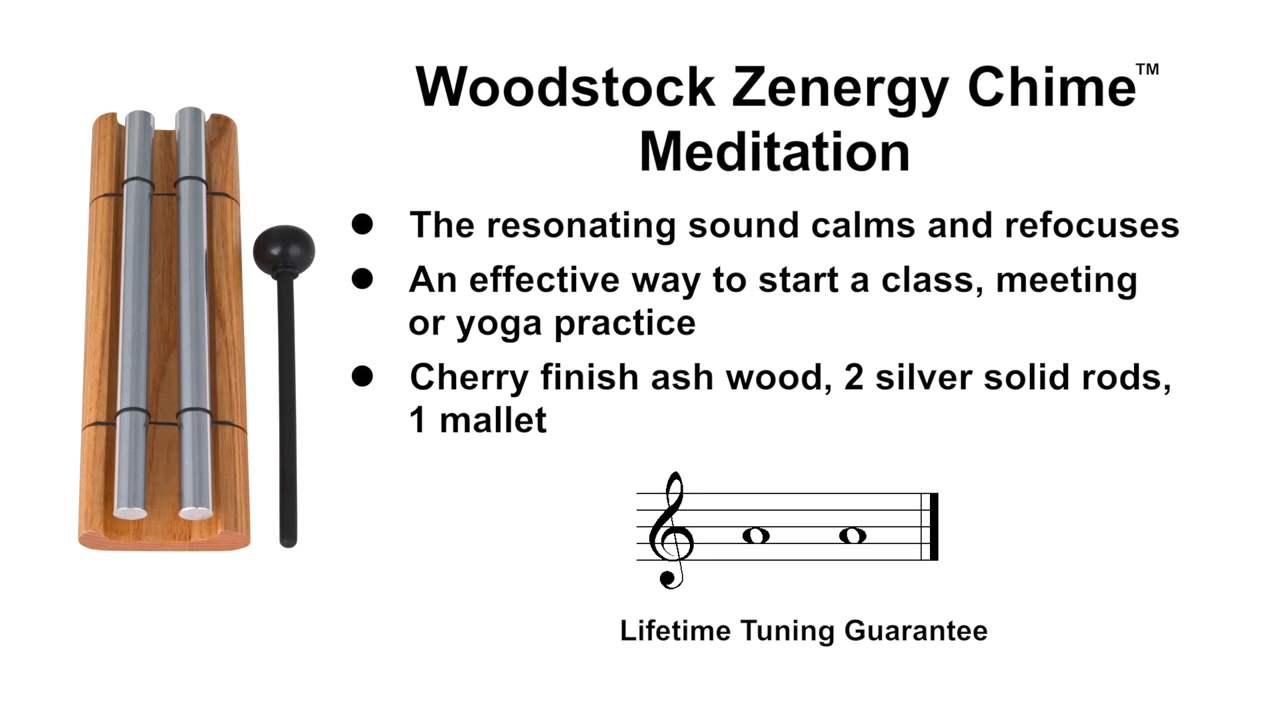 Woodstock Zenergy Chime™
Meditation
● The resonating sound calms and refocuses
● An effective way to start a class, meeting
or yoga practice
● Cherry finish ash wood, 2 silver solid rods,
1 mallet
Lifetime Tuning Guarantee